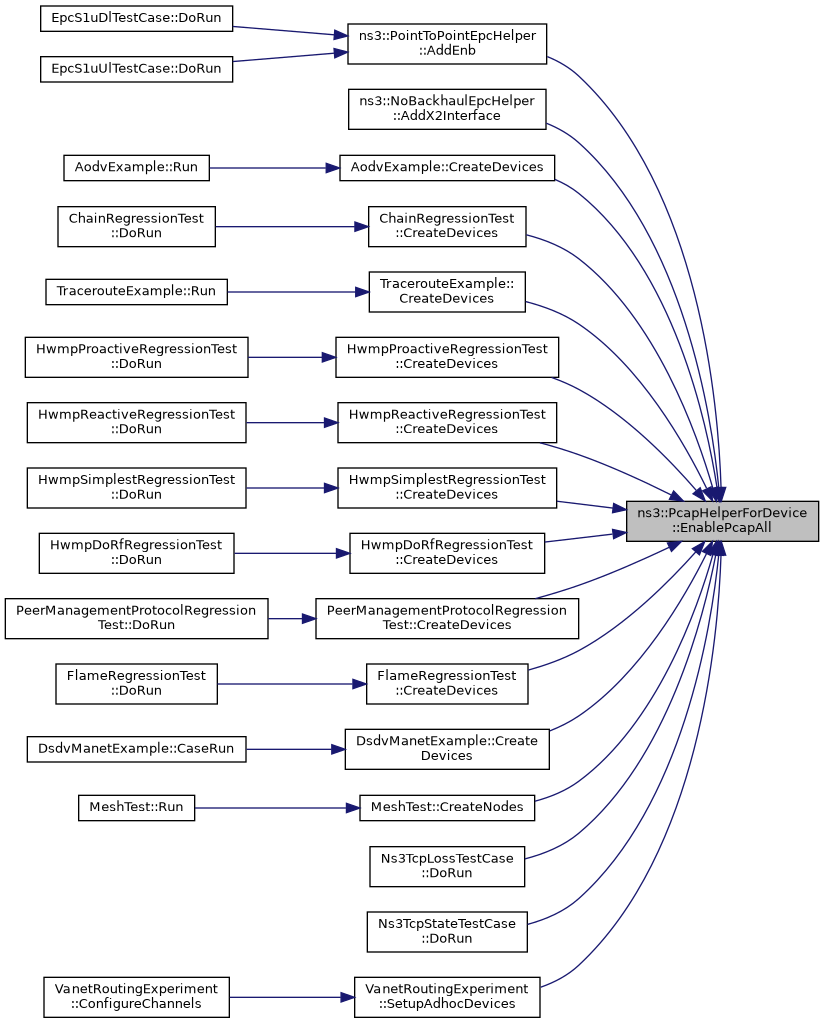 EpcS1uDlTestCase::DoRun
ns3::PointToPointEpcHelper
::AddEnb
EpcS1uUlTestCase::DoRun
ns3::NoBackhaulEpcHelper
::AddX2Interface
AodvExample::Run
AodvExample::CreateDevices
ChainRegressionTest
::DoRun
ChainRegressionTest
::CreateDevices
TracerouteExample::Run
TracerouteExample::
CreateDevices
HwmpProactiveRegressionTest
::DoRun
HwmpProactiveRegressionTest
::CreateDevices
HwmpReactiveRegressionTest
::DoRun
HwmpReactiveRegressionTest
::CreateDevices
HwmpSimplestRegressionTest
::DoRun
HwmpSimplestRegressionTest
::CreateDevices
ns3::PcapHelperForDevice
::EnablePcapAll
HwmpDoRfRegressionTest
::DoRun
HwmpDoRfRegressionTest
::CreateDevices
PeerManagementProtocolRegression
Test::DoRun
PeerManagementProtocolRegression
Test::CreateDevices
FlameRegressionTest
::DoRun
FlameRegressionTest
::CreateDevices
DsdvManetExample::CaseRun
DsdvManetExample::Create
Devices
MeshTest::Run
MeshTest::CreateNodes
Ns3TcpLossTestCase
::DoRun
Ns3TcpStateTestCase
::DoRun
VanetRoutingExperiment
::ConfigureChannels
VanetRoutingExperiment
::SetupAdhocDevices